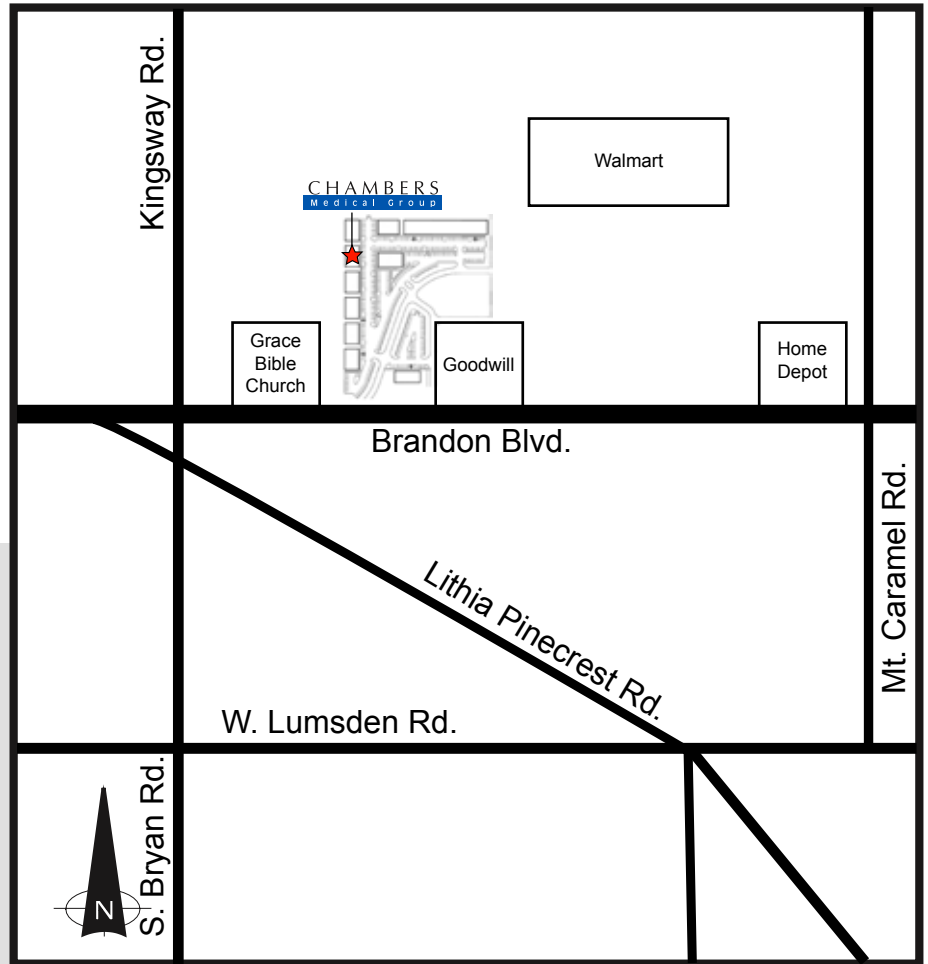 Kingsway Rd.
Walmart
CHAMBERS
Medical Group
Grace
Bible
Church
Goodwill
Home
Depot
Brandon Blvd.
Lithia Pinecrest Rd.
Mt. Caramel Rd.
W. Lumsden Rd.
S. Bryan Rd.
N